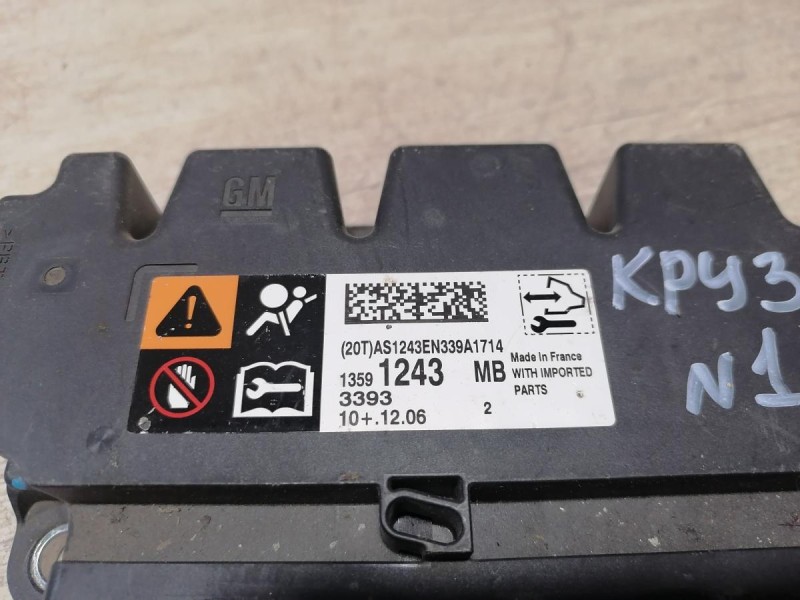 GM
(20T)AS1243EN339A1714
1359 1243 MB
3393
10+.12.06 2
Made In France
WITH IMPORTED
PARTS
КРУЗ
N1